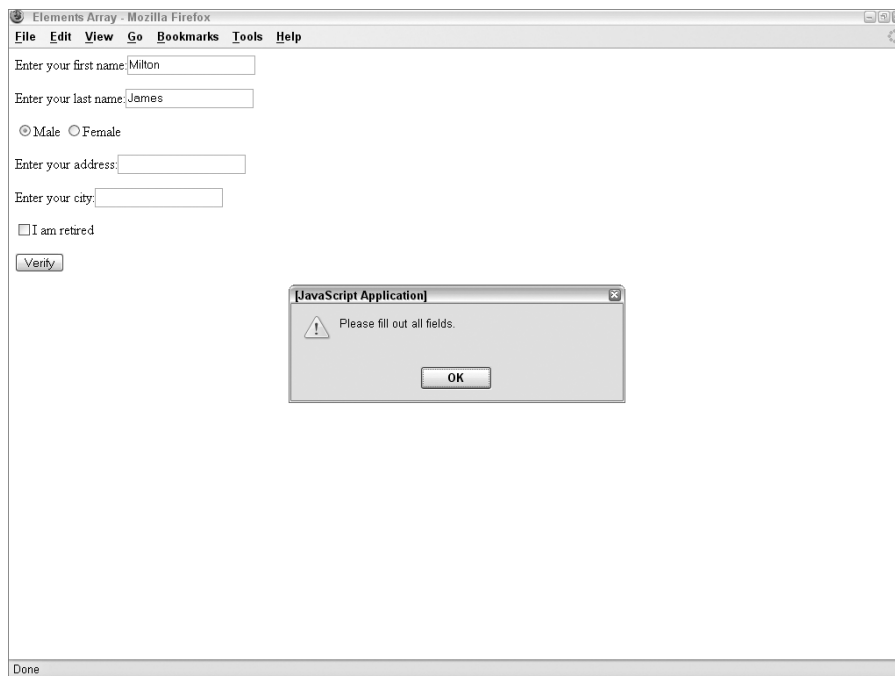 Elements Array - Mozilla Firefox
File Edit View Go Bookmarks Tools Help
Enter your first name: Milton
Enter your last name: James
Male Female
Enter your address:
Enter your city:
I am retired
Verify
[JavaScript Application]
Please fill out all fields.
OK
Done